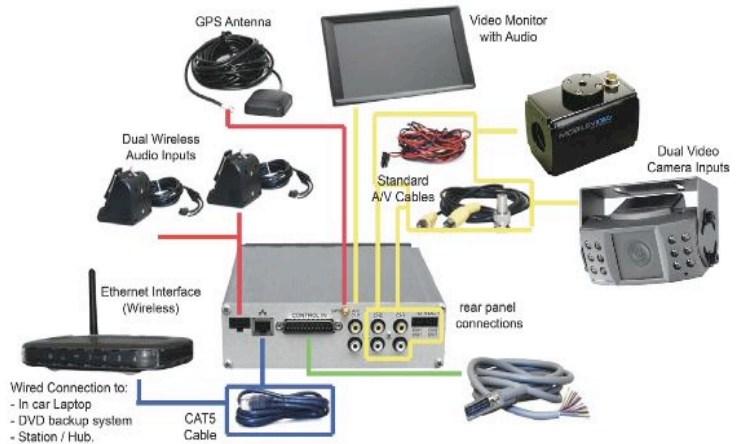 GPS Antenna
Video Monitor
with Audio
Dual Wireless
Audio Inputs
Standard
A/V Cables
Dual Video
Camera Inputs
Ethernet Interface
(Wireless)
CONTROL IN
rear panel
connections
Wired Connection to:
- In car Laptop
- DVD backup system
- Station / Hub.
CAT5
Cable